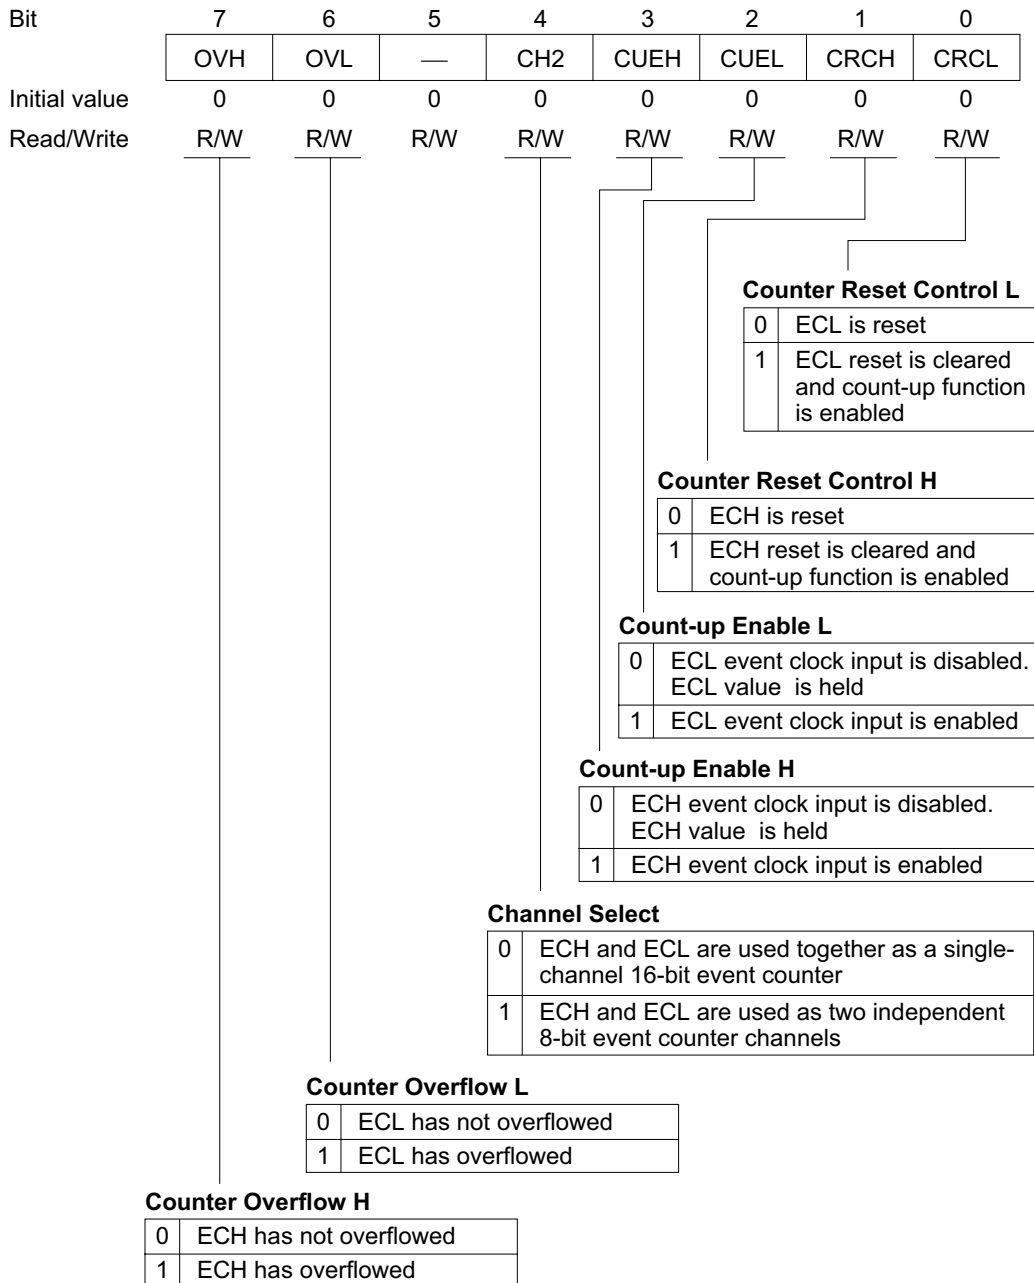 Bit 7 6 5 4 3 2 1 0
OVH OVL — CH2 CUEH CUEL CRCH CRCL
Initial value 0 0 0 0 0 0 0 0
Read/Write R/W R/W R/W R/W R/W R/W R/W R/W
Counter Reset Control L
0 ECL is reset
1 ECL reset is cleared
and count-up function
is enabled
Counter Reset Control H
0 ECH is reset
1 ECH reset is cleared and
count-up function is enabled
Count-up Enable L
0 ECL event clock input is disabled.
ECL value is held
1 ECL event clock input is enabled
Count-up Enable H
0 ECH event clock input is disabled.
ECH value is held
1 ECH event clock input is enabled
Channel Select
0 ECH and ECL are used together as a single-
channel 16-bit event counter
1 ECH and ECL are used as two independent
8-bit event counter channels
Counter Overflow L
0 ECL has not overflowed
1 ECL has overflowed
Counter Overflow H
0 ECH has not overflowed
1 ECH has overflowed